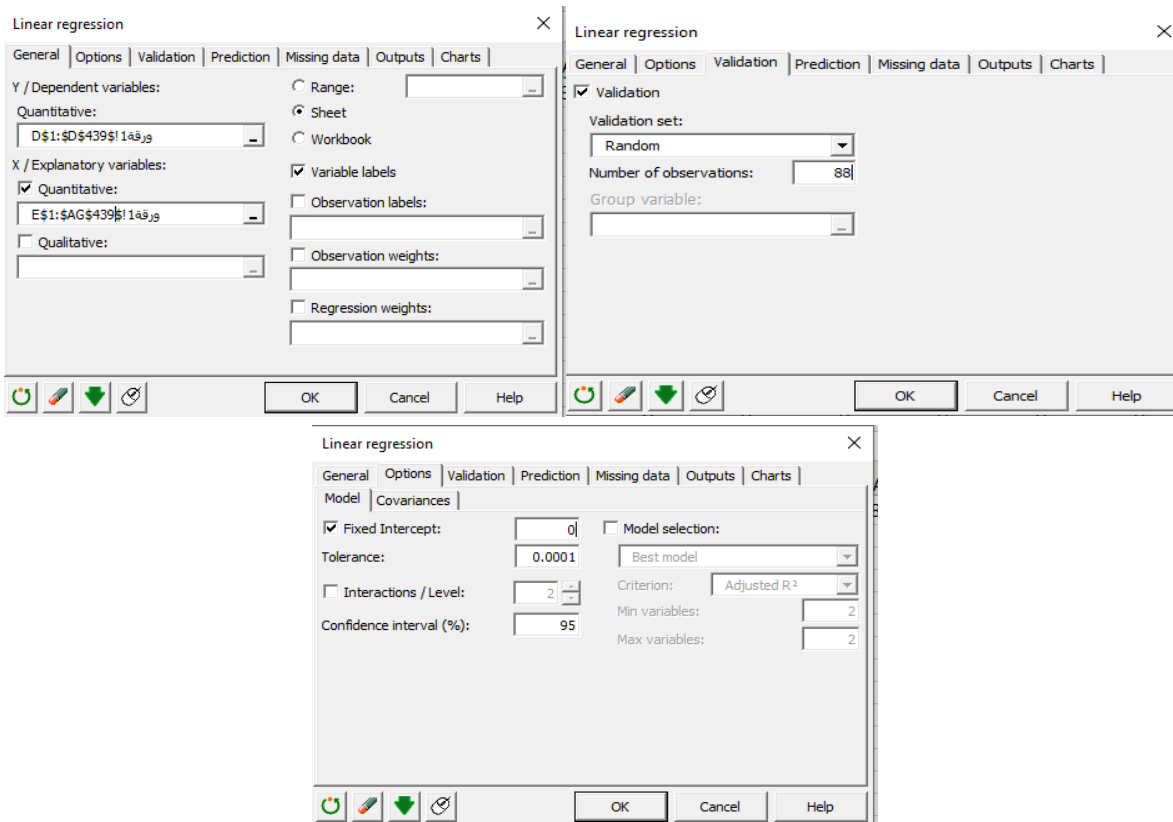 Linear regression
General Options Validation Prediction Missing data Outputs Charts
Y / Dependent variables:
Quantitative:
D$1:$D$439$!1ورقة
X / Explanatory variables:
Quantitative:
E$1:$AG$439$!1ورقة
Qualitative:
Range:
Sheet
Workbook
Variable labels
Observation labels:
Observation weights:
Regression weights:
OK Cancel Help
Linear regression
General Options Validation Prediction Missing data Outputs Charts
Validation
Validation set:
Random
Number of observations: 88
Group variable:
OK Cancel Help
Linear regression
General Options Validation Prediction Missing data Outputs Charts
Model Covariances
Fixed Intercept: 0
Tolerance: 0.0001
Interactions / Level: 2
Confidence interval (%): 95
Model selection:
Best model
Criterion: Adjusted R²
Min variables: 2
Max variables: 2
OK Cancel Help